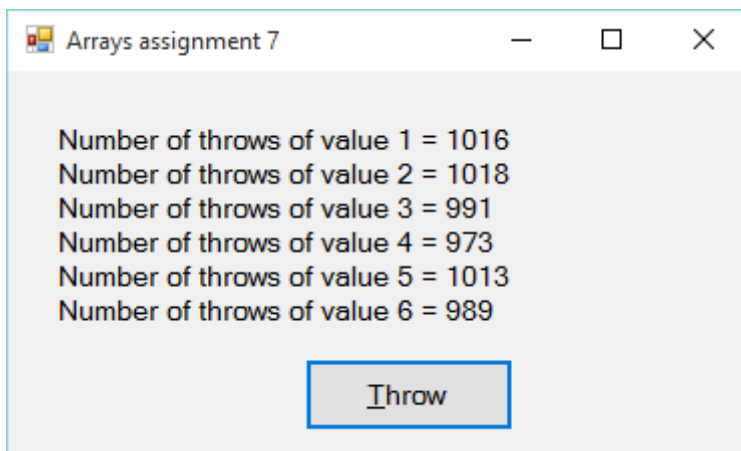 Arrays assignment 7
Number of throws of value 1 = 1016
Number of throws of value 2 = 1018
Number of throws of value 3 = 991
Number of throws of value 4 = 973
Number of throws of value 5 = 1013
Number of throws of value 6 = 989
Throw